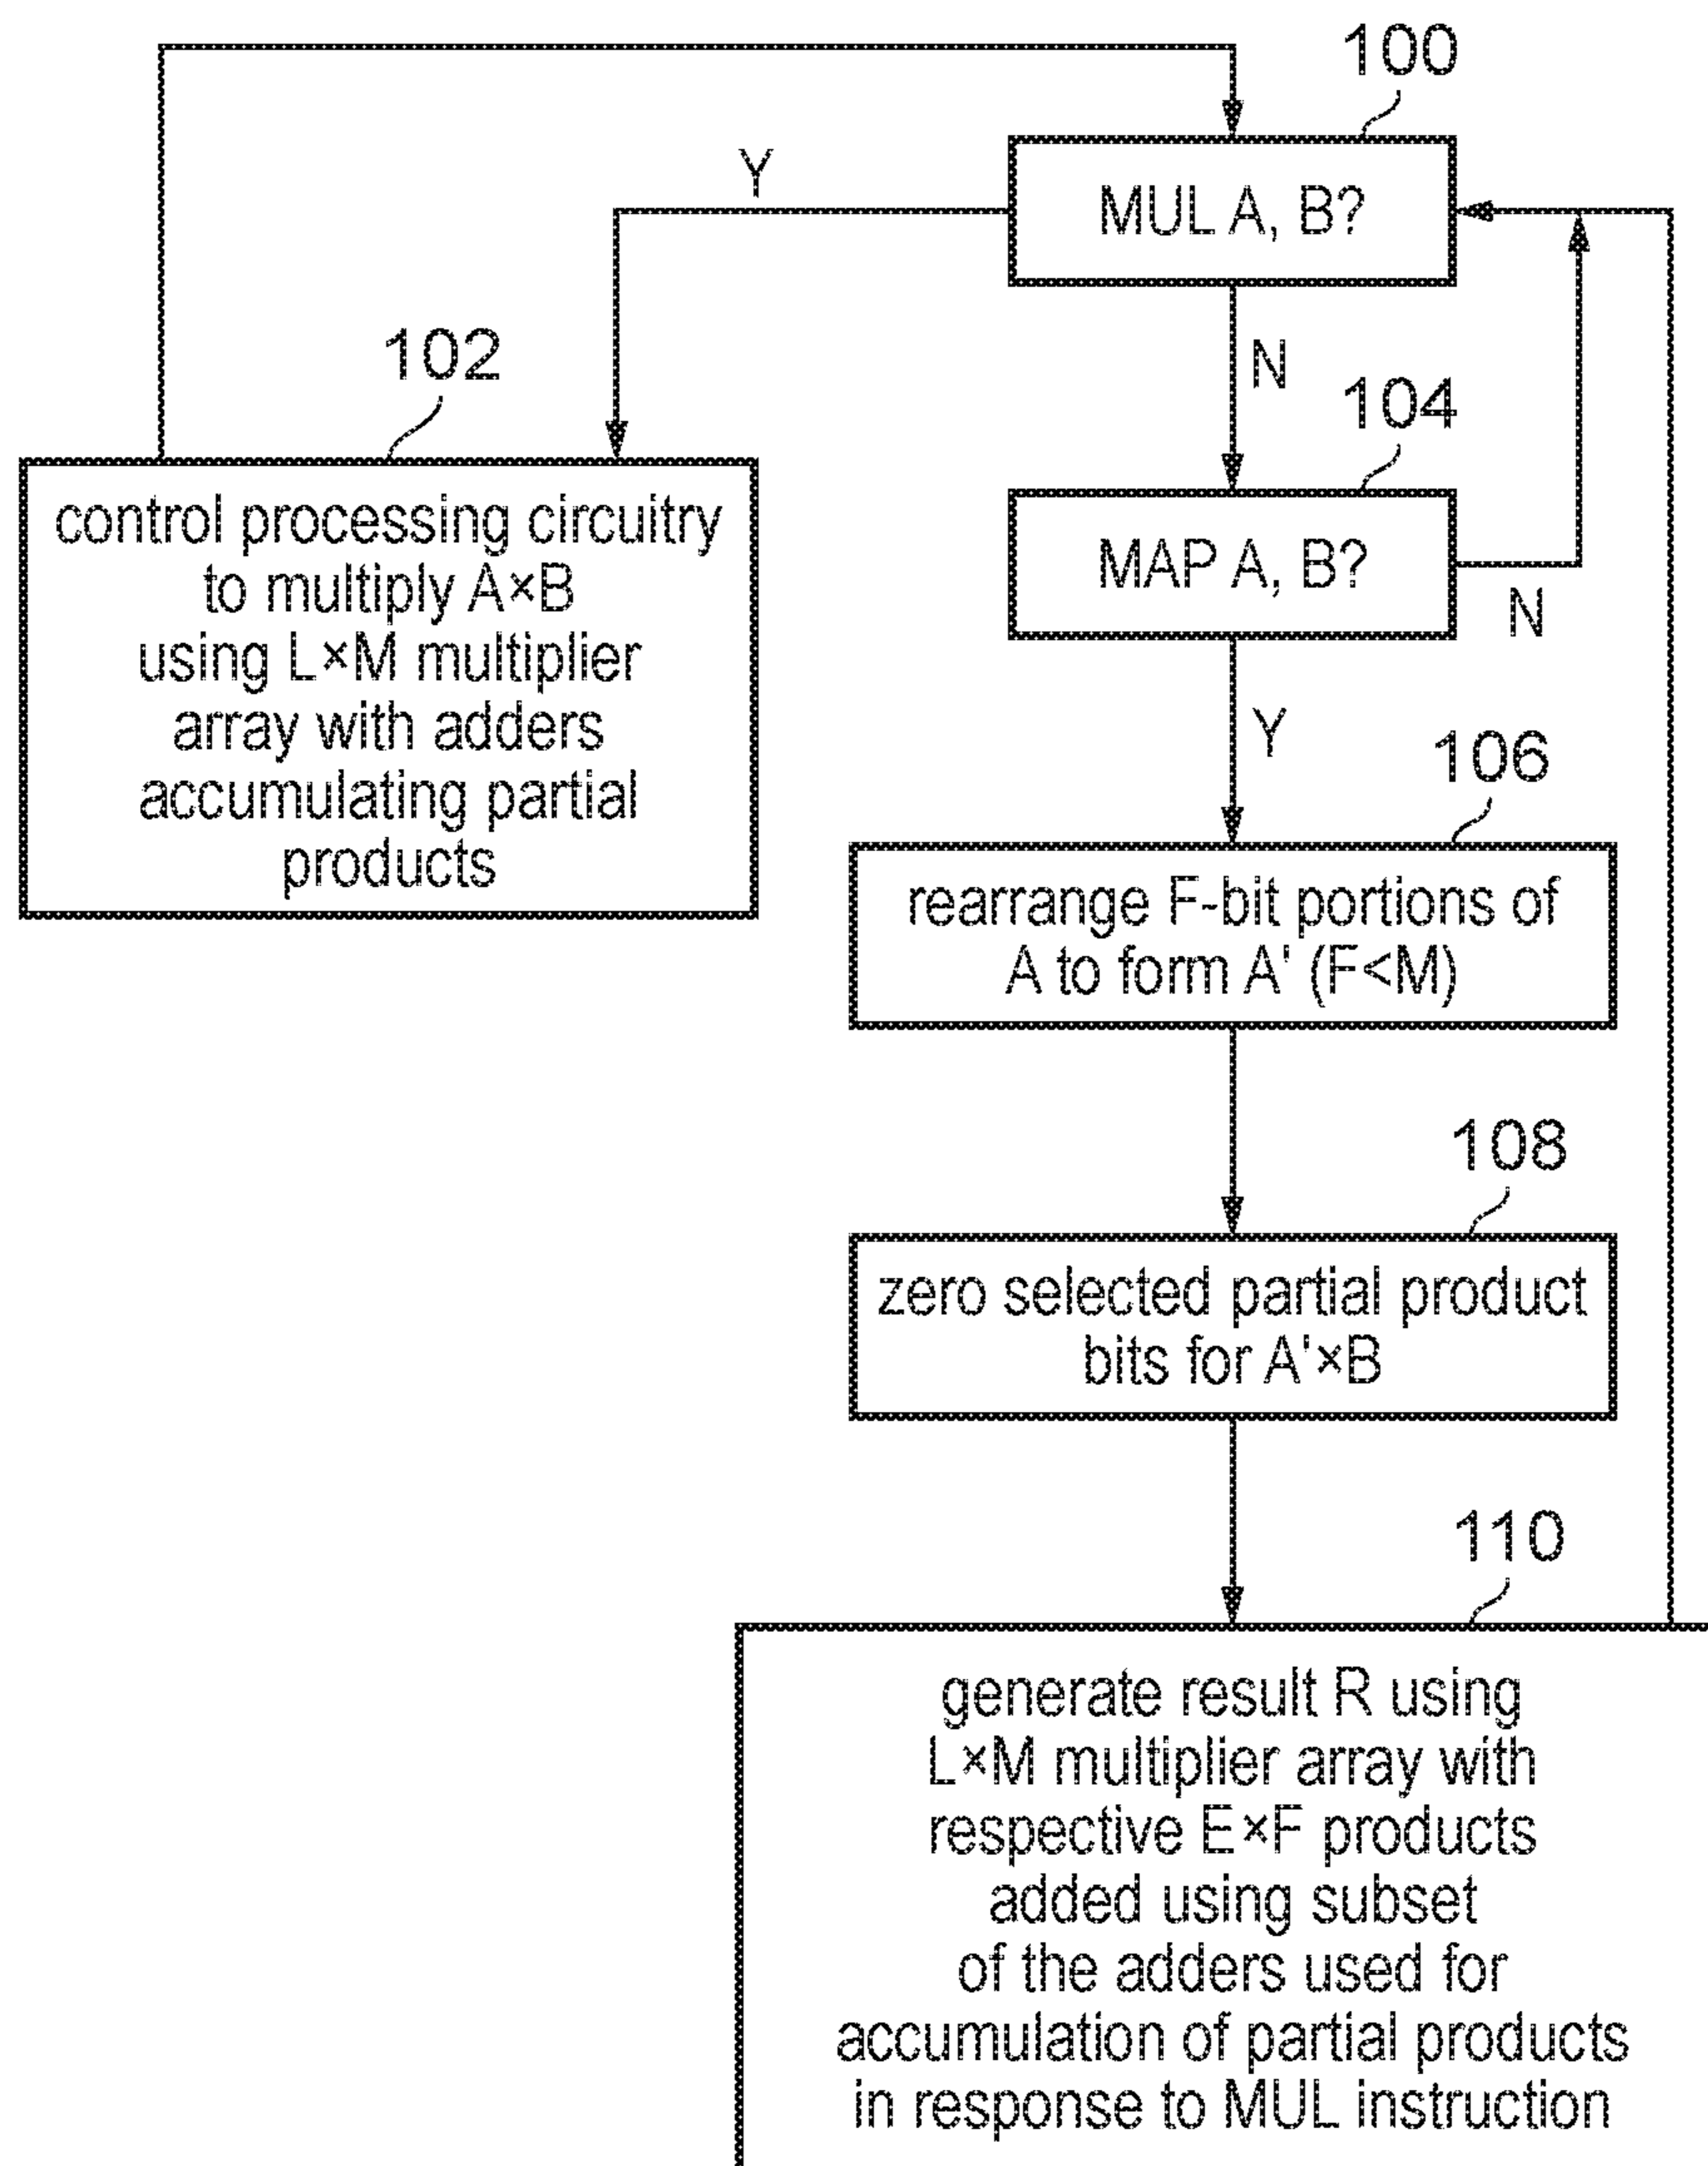 100
MUL A, B?
Y
N
102
control processing circuitry
to multiply A×B
using L×M multiplier
array with adders
accumulating partial
products
104
MAP A, B?
N
Y
106
rearrange F-bit portions of
A to form A' (F<M)
108
zero selected partial product
bits for A'×B
110
generate result R using
L×M multiplier array with
respective E×F products
added using subset
of the adders used for
accumulation of partial products
in response to MUL instruction